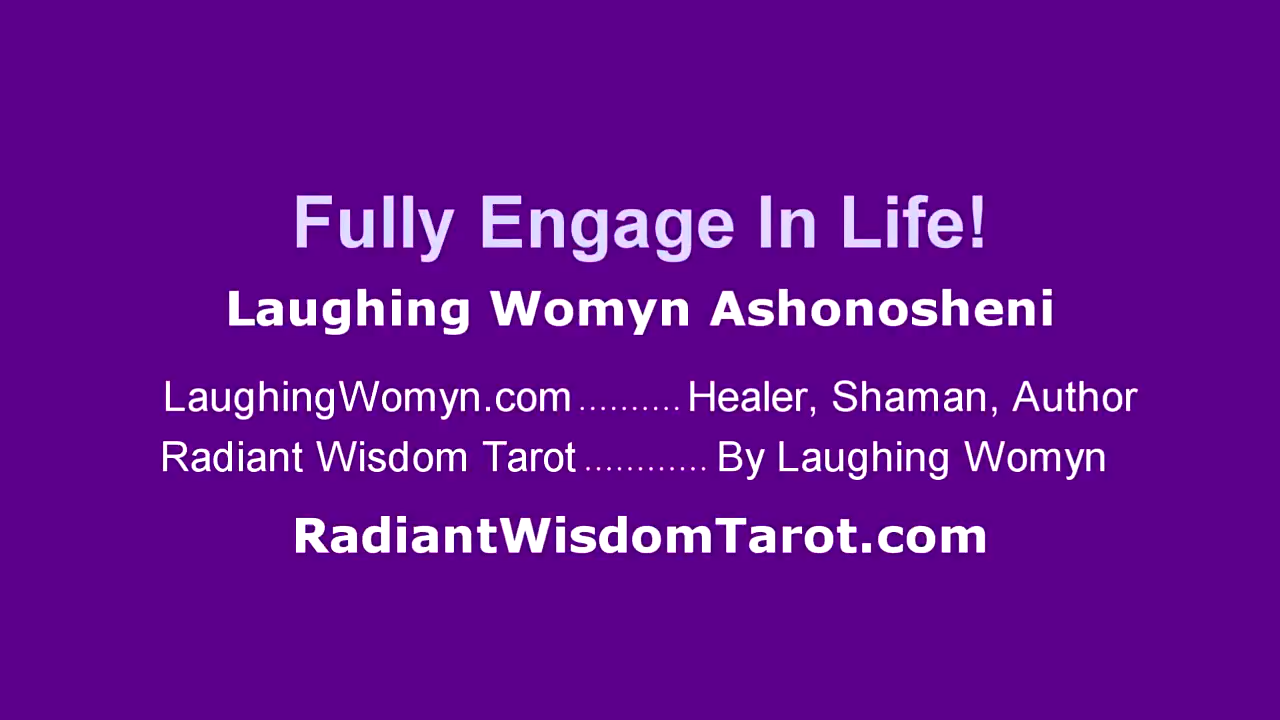 Fully Engage In Life!
Laughing Womyn Ashonosheni
LaughingWomyn.com .......... Healer, Shaman, Author
Radiant Wisdom Tarot ............ By Laughing Womyn
RadiantWisdomTarot.com